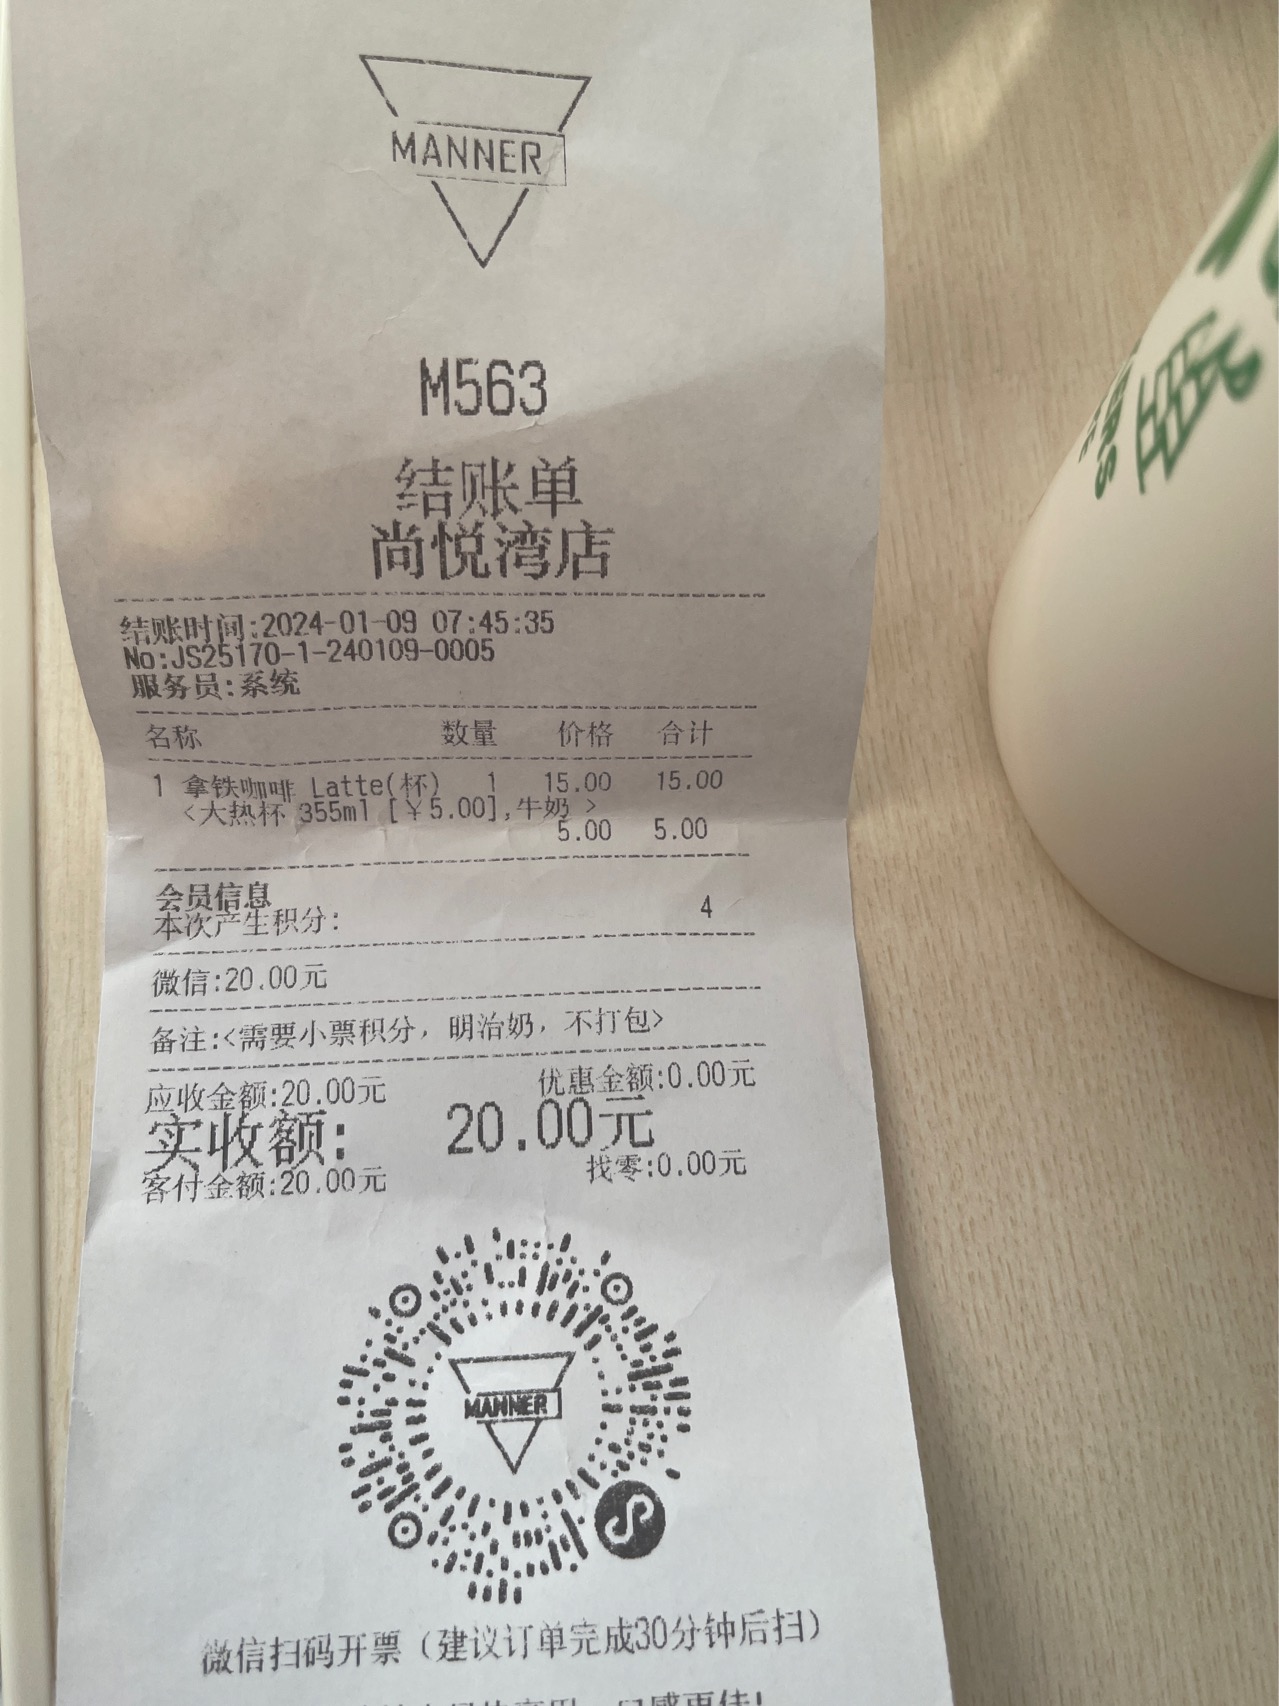 MANNER
M563
结账单
尚悦湾店
结账时间:2024-01-09 07:45:35
No:JS25170-1-240109-0005
服务员:系统
名称 数量 价格 合计
1 拿铁咖啡 Latte(杯) 1 15.00 15.00
<大热杯 355ml [￥5.00],牛奶 >
5.00 5.00
会员信息
本次产生积分: 4
微信:20.00元
备注:<需要小票积分，明治奶，不打包>
应收金额:20.00元 优惠金额:0.00元
实收额: 20.00元
客付金额:20.00元 找零:0.00元
MANNER
微信扫码开票（建议订单完成30分钟后扫）